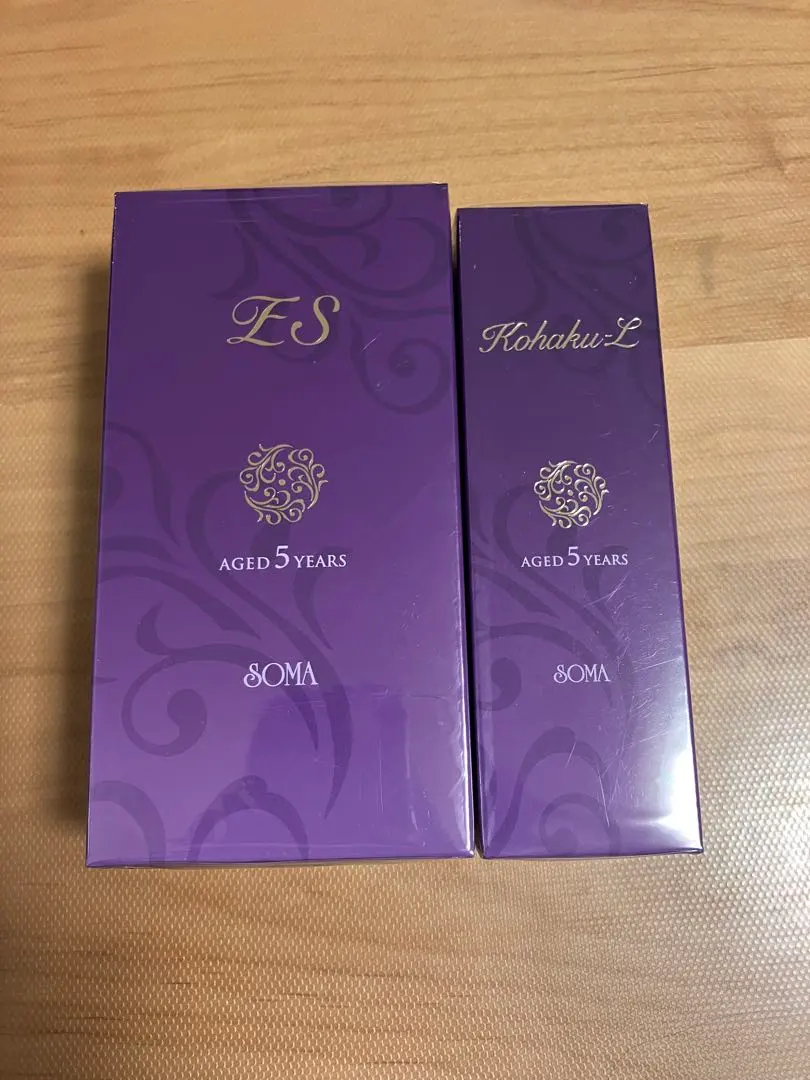 ES
AGED 5 YEARS
SOMA
Kohaku-L
AGED 5 YEARS
SOMA